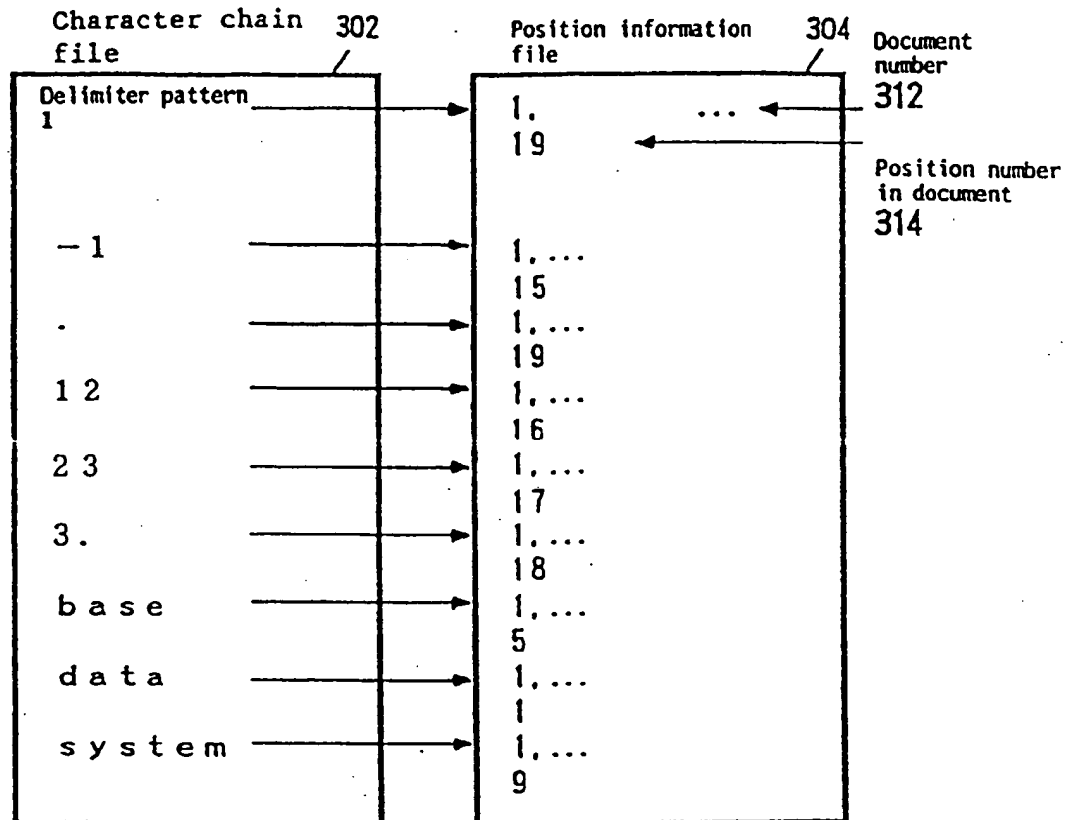 Character chain
file
302
Position information
file
304
Document
number
312
Delimiter pattern
1
1. ...
19
Position number
in document
314
-1
1, ...
15
.
1, ...
19
12
1, ...
16
23
1, ...
17
3.
1, ...
18
base
1, ...
5
data
1, ...
1
system
1, ...
9